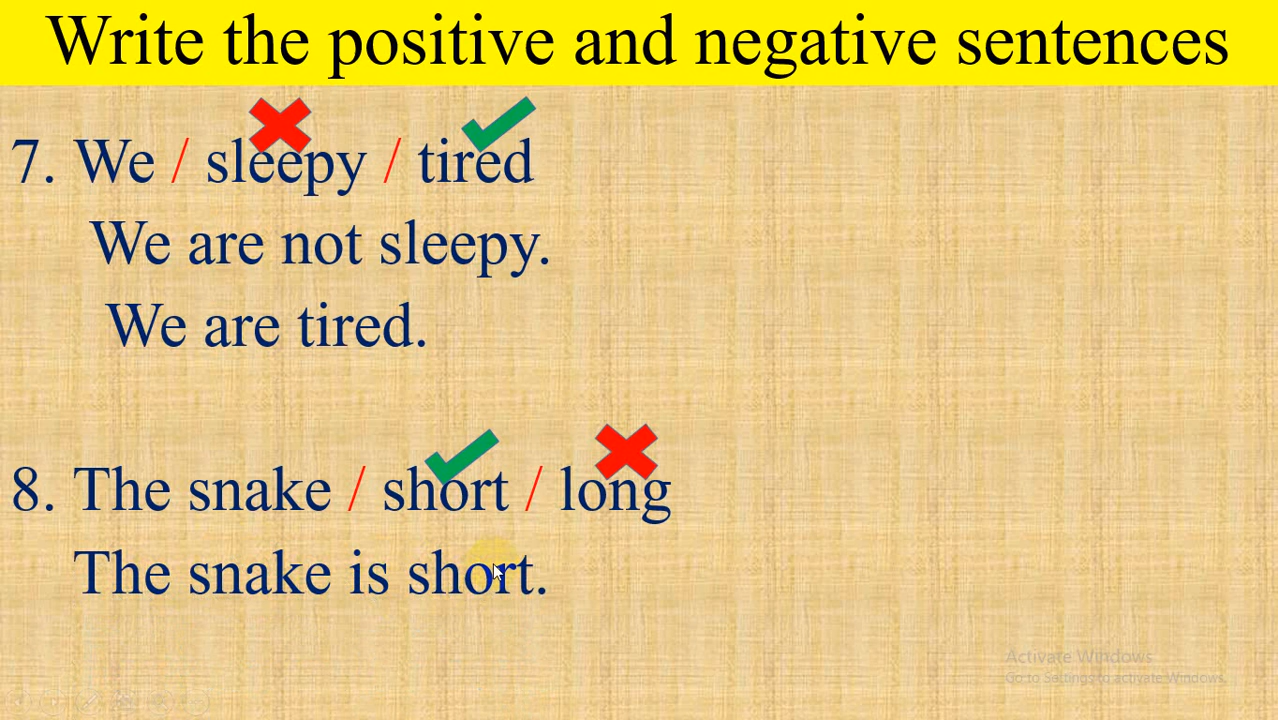 Write the positive and negative sentences
7. We / sleepy / tired
We are not sleepy.
We are tired.
8. The snake / short / long
The snake is short.
Activate Windows
Go to Settings to activate Windows.